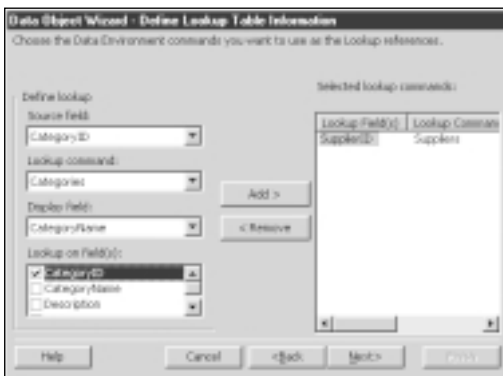 Data Object Wizard - Define Lookup Table Information
Choose the Data Environment commands you want to use as the Lookup references.
Define lookup
Source field:
CategoryID
Lookup command:
Categories
Display field:
CategoryName
Lookup on field(s):
CategoryID
CategoryName
Description
Add >
< Remove
Selected lookup commands:
Lookup Field(s) Lookup Comman
SupplierID Suppliers
Help Cancel <Back Next> Finish